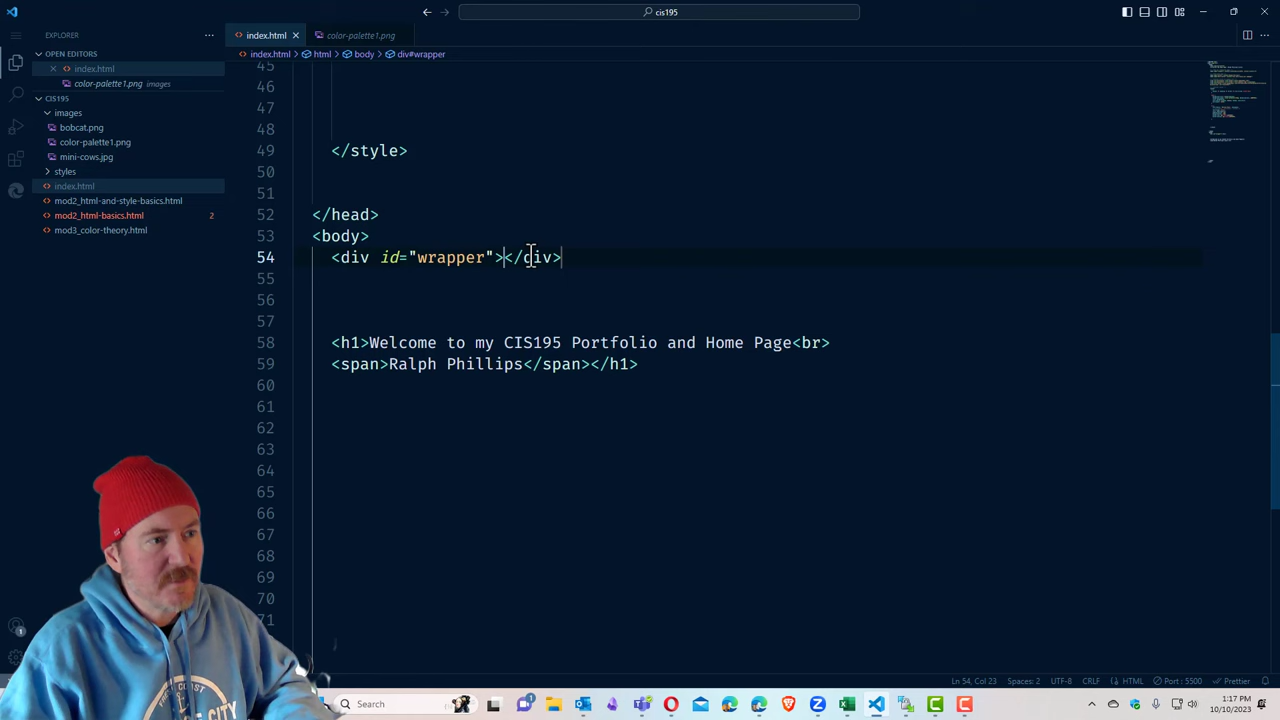 cis195
EXPLORER
index.html
color-palette1.png
OPEN EDITORS
index.html > html > body > div#wrapper
index.html
color-palette1.png images
CIS195
images
bobcat.png
color-palette1.png
mini-cows.jpg
styles
index.html
mod2_html-and-style-basics.html
mod2_html-basics.html 2
mod3_color-theory.html
45
46
47
48
49 </style>
50
51
52 </head>
53 <body>
54 <div id="wrapper"></div>
55
56
57
58 <h1>Welcome to my CIS195 Portfolio and Home Page<br>
59 <span>Ralph Phillips</span></h1>
60
61
62
63
64
65
66
67
68
69
70
71
Ln 54, Col 23 Spaces: 2 UTF-8 CRLF HTML Port : 5500 Prettier
Search
1:17 PM
10/10/2023